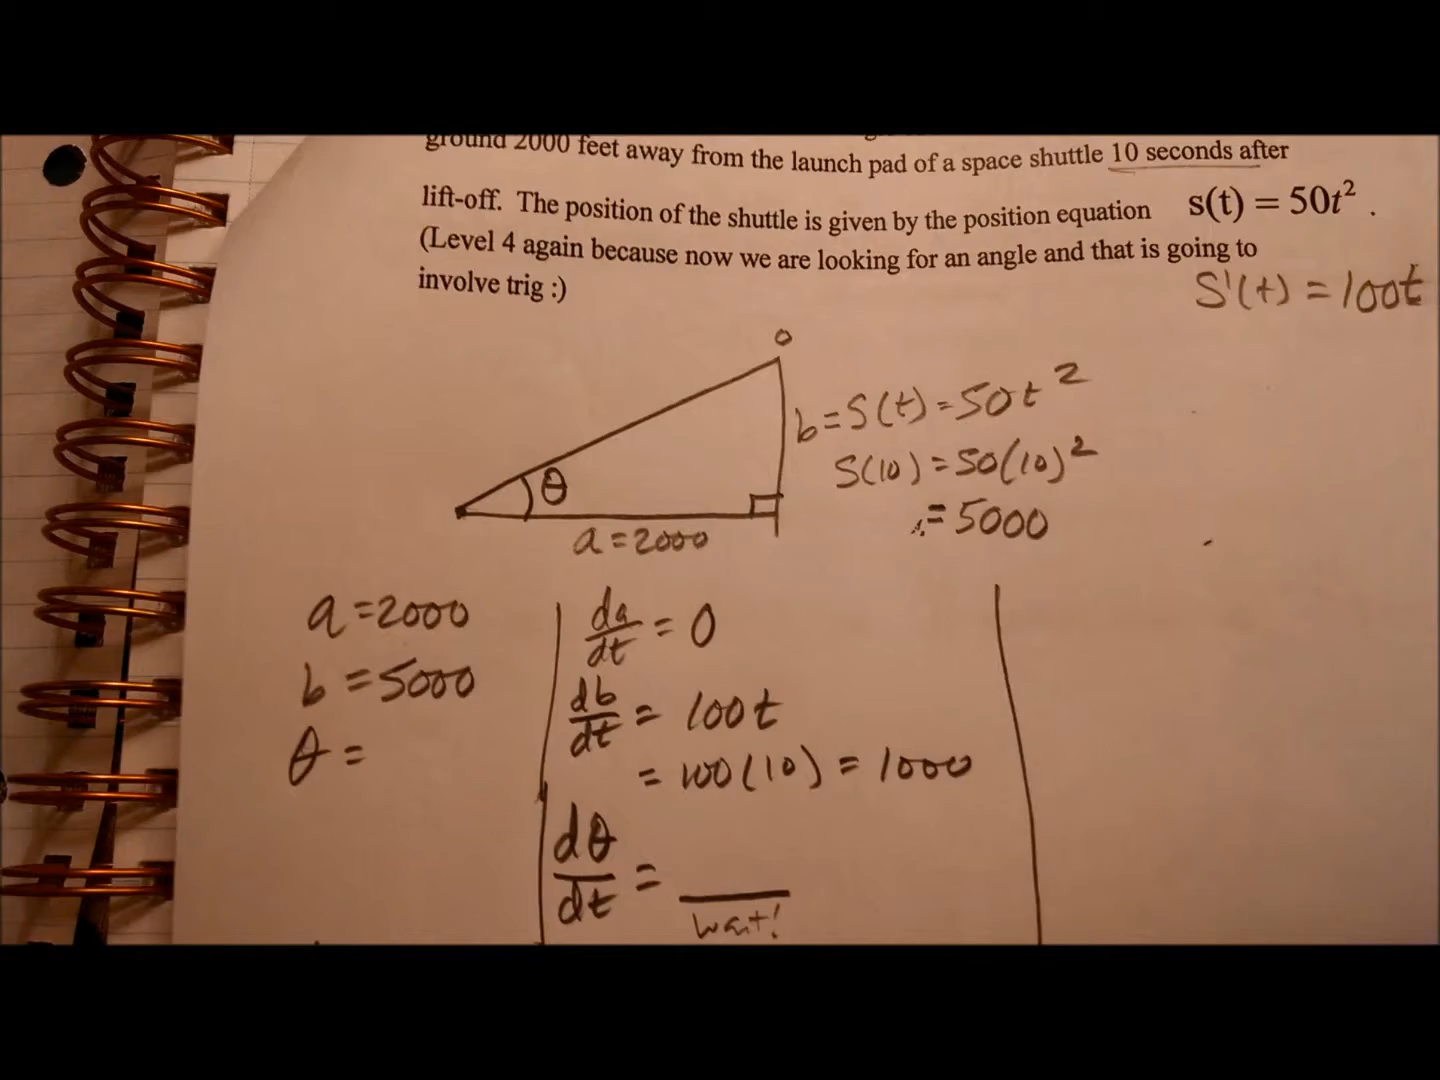 ground 2000 feet away from the launch pad of a space shuttle 10 seconds after
lift-off. The position of the shuttle is given by the position equation s(t) = 50t².
(Level 4 again because now we are looking for an angle and that is going to
involve trig :)
S'(t) = 100t
b = S(t) = 50t²
S(10) = 50(10)²
= 5000
θ
a = 2000
a = 2000
b = 5000
θ =
da/dt = 0
db/dt = 100t
= 100(10) = 1000
dθ/dt =
want!